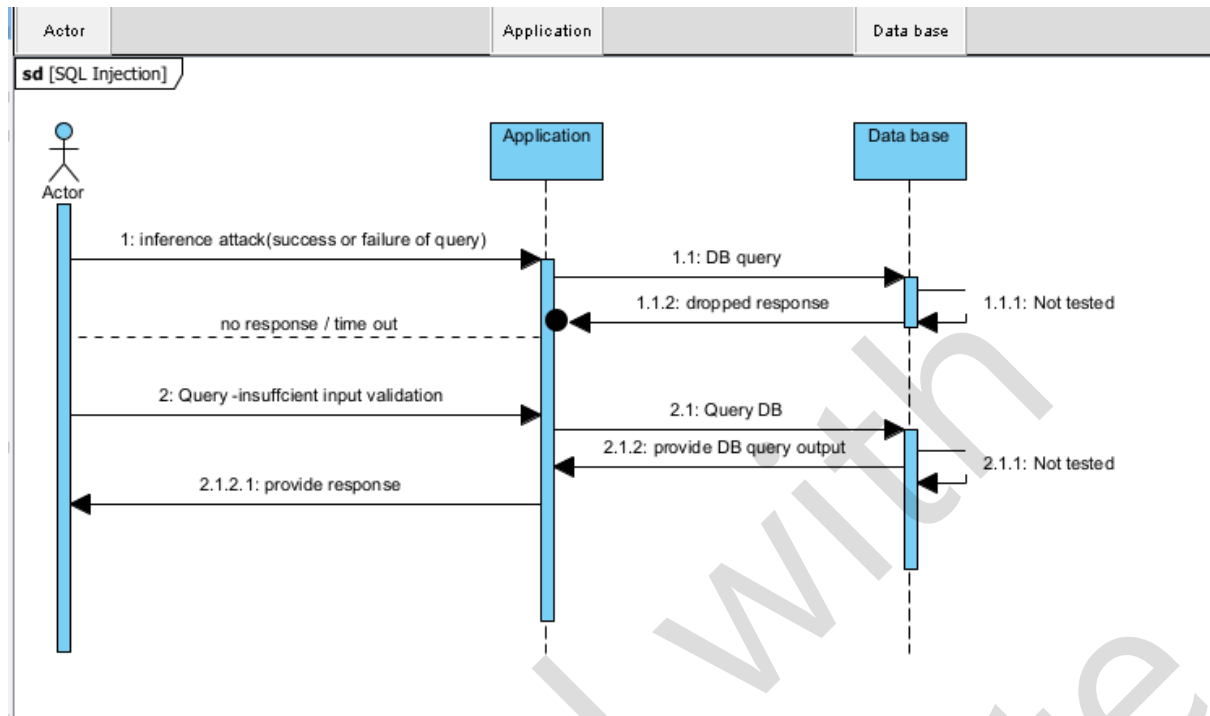 Actor Application Data base
sd [SQL Injection]
Application Data base
Actor
1: inference attack(success or failure of query)
1.1: DB query
1.1.2: dropped response 1.1.1: Not tested
no response / time out
2: Query -insuffcient input validation
2.1: Query DB
2.1.2: provide DB query output
2.1.1: Not tested
2.1.2.1: provide response
with